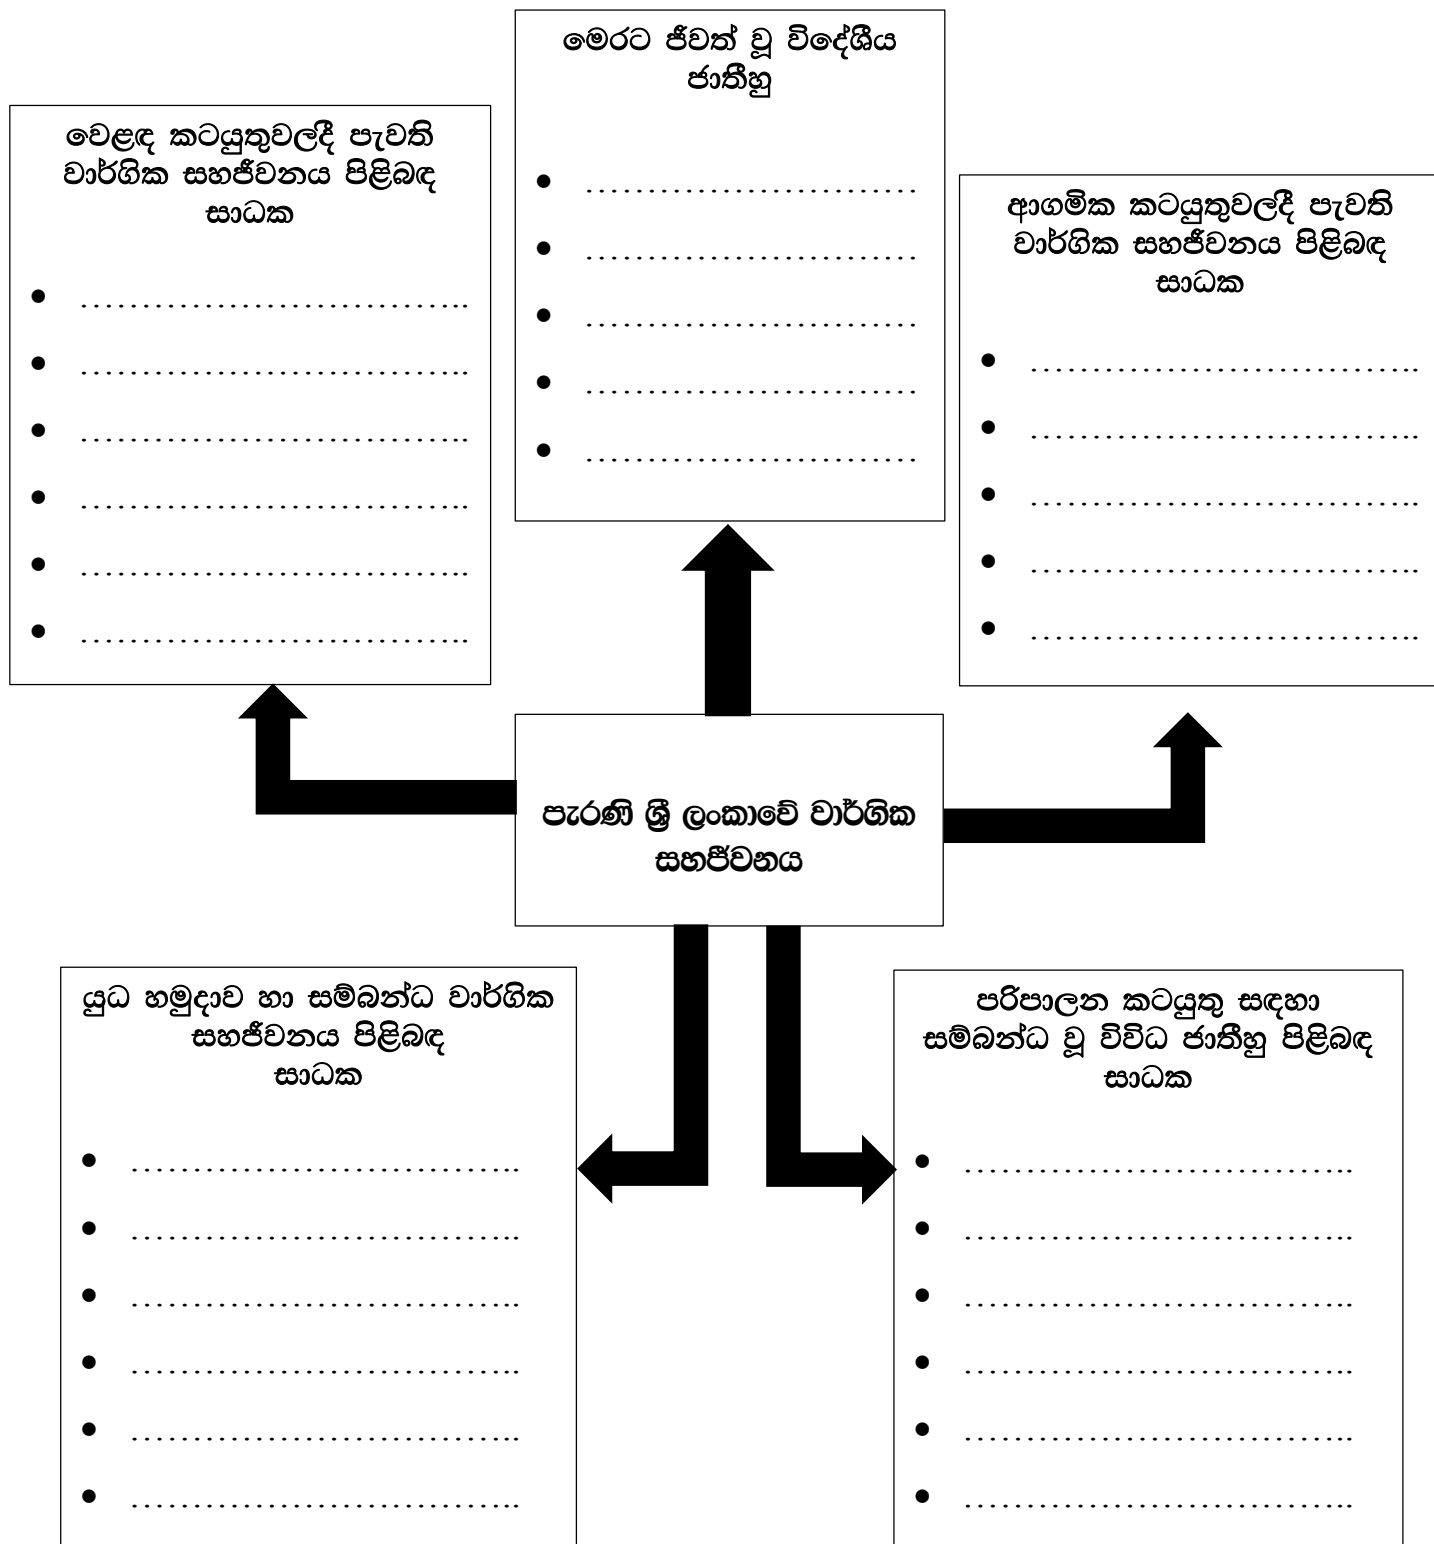 මෙරට ජීවත් වූ විදේශීය
ජාතීහු
• ...........................
• ...........................
• ...........................
• ...........................
• ...........................
වෙළඳ කටයුතුවලදී පැවති
වාර්ගික සහජීවනය පිළිබඳ
සාධක
• ................................
• ................................
• ................................
• ................................
• ................................
• ................................
ආගමික කටයුතුවලදී පැවති
වාර්ගික සහජීවනය පිළිබඳ
සාධක
• ................................
• ................................
• ................................
• ................................
• ................................
පැරණි ශ්‍රී ලංකාවේ වාර්ගික
සහජීවනය
යුධ හමුදාව හා සම්බන්ධ වාර්ගික
සහජීවනය පිළිබඳ
සාධක
• ................................
• ................................
• ................................
• ................................
• ................................
• ................................
පරිපාලන කටයුතු සඳහා
සම්බන්ධ වූ විවිධ ජාතීහු පිළිබඳ
සාධක
• ................................
• ................................
• ................................
• ................................
• ................................
• ................................